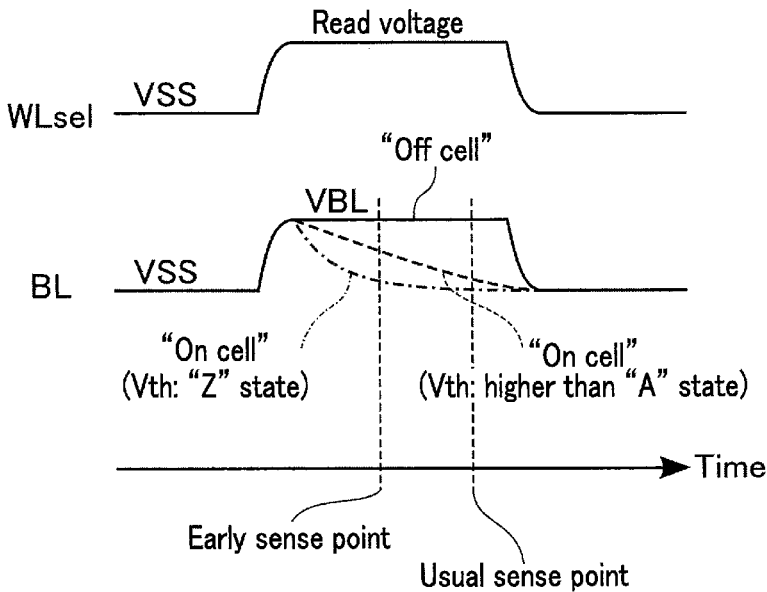 Read voltage
VSS
WLsel
“Off cell”
VBL
VSS
BL
“On cell”
(Vth: “Z” state)
“On cell”
(Vth: higher than “A” state)
Time
Early sense point
Usual sense point